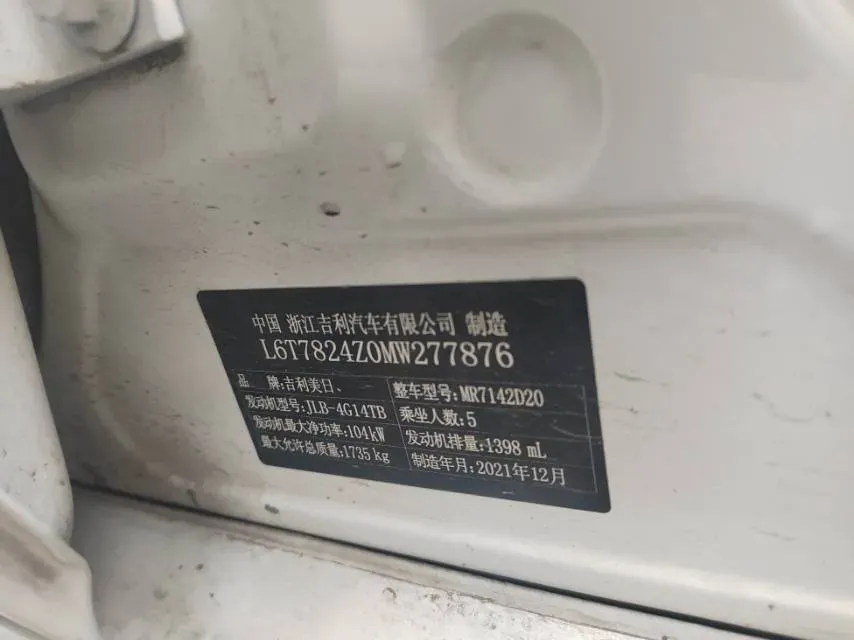 中国 浙江吉利汽车有限公司 制造
L6T7824Z0MW277876
品 牌:吉利美日、 整车型号:MR7142D20
发动机型号:JLB-4G14TB 乘坐人数:5
发动机最大净功率:104kW 发动机排量:1398 mL
最大允许总质量:1735 kg 制造年月:2021年12月